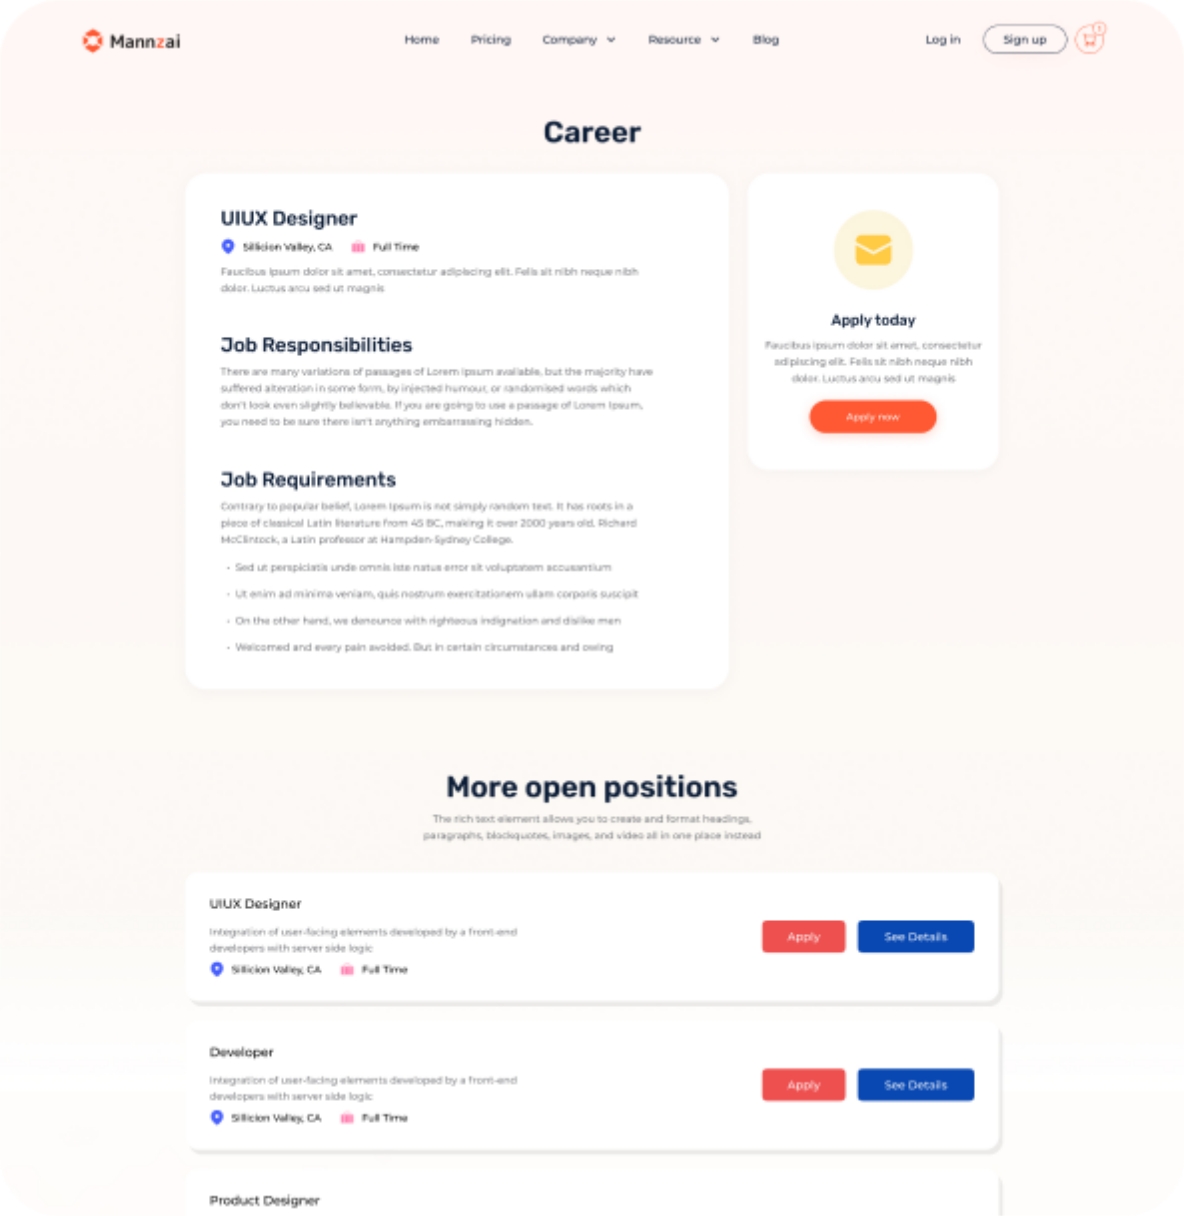 Mannzai
Home Pricing Company Resource Blog
Log in Sign up 1
Career
UIUX Designer
Sillicion Valley, CA Full Time
Faucibus ipsum dolor sit amet, consectetur adipiscing elit. Felis sit nibh neque nibh
dolor. Luctus arcu sed ut magnis
Job Responsibilities
There are many variations of passages of Lorem Ipsum available, but the majority have
suffered alteration in some form, by injected humour, or randomised words which
don't look even slightly believable. If you are going to use a passage of Lorem Ipsum,
you need to be sure there isn't anything embarrassing hidden.
Job Requirements
Contrary to popular belief, Lorem Ipsum is not simply random text. It has roots in a
piece of classical Latin literature from 45 BC, making it over 2000 years old. Richard
McClintock, a Latin professor at Hampden-Sydney College.
• Sed ut perspiciatis unde omnis iste natus error sit voluptatem accusantium
• Ut enim ad minima veniam, quis nostrum exercitationem ullam corporis suscipit
• On the other hand, we denounce with righteous indignation and dislike men
• Welcomed and every pain avoided. But in certain circumstances and owing
Apply today
Faucibus ipsum dolor sit amet, consectetur
adipiscing elit. Felis sit nibh neque nibh
dolor. Luctus arcu sed ut magnis
Apply now
More open positions
The rich text element allows you to create and format headings,
paragraphs, blockquotes, images, and video all in one place instead
UIUX Designer
Integration of user-facing elements developed by a front-end
developers with server side logic
Sillicion Valley, CA Full Time
Apply See Details
Developer
Integration of user-facing elements developed by a front-end
developers with server side logic
Sillicion Valley, CA Full Time
Apply See Details
Product Designer